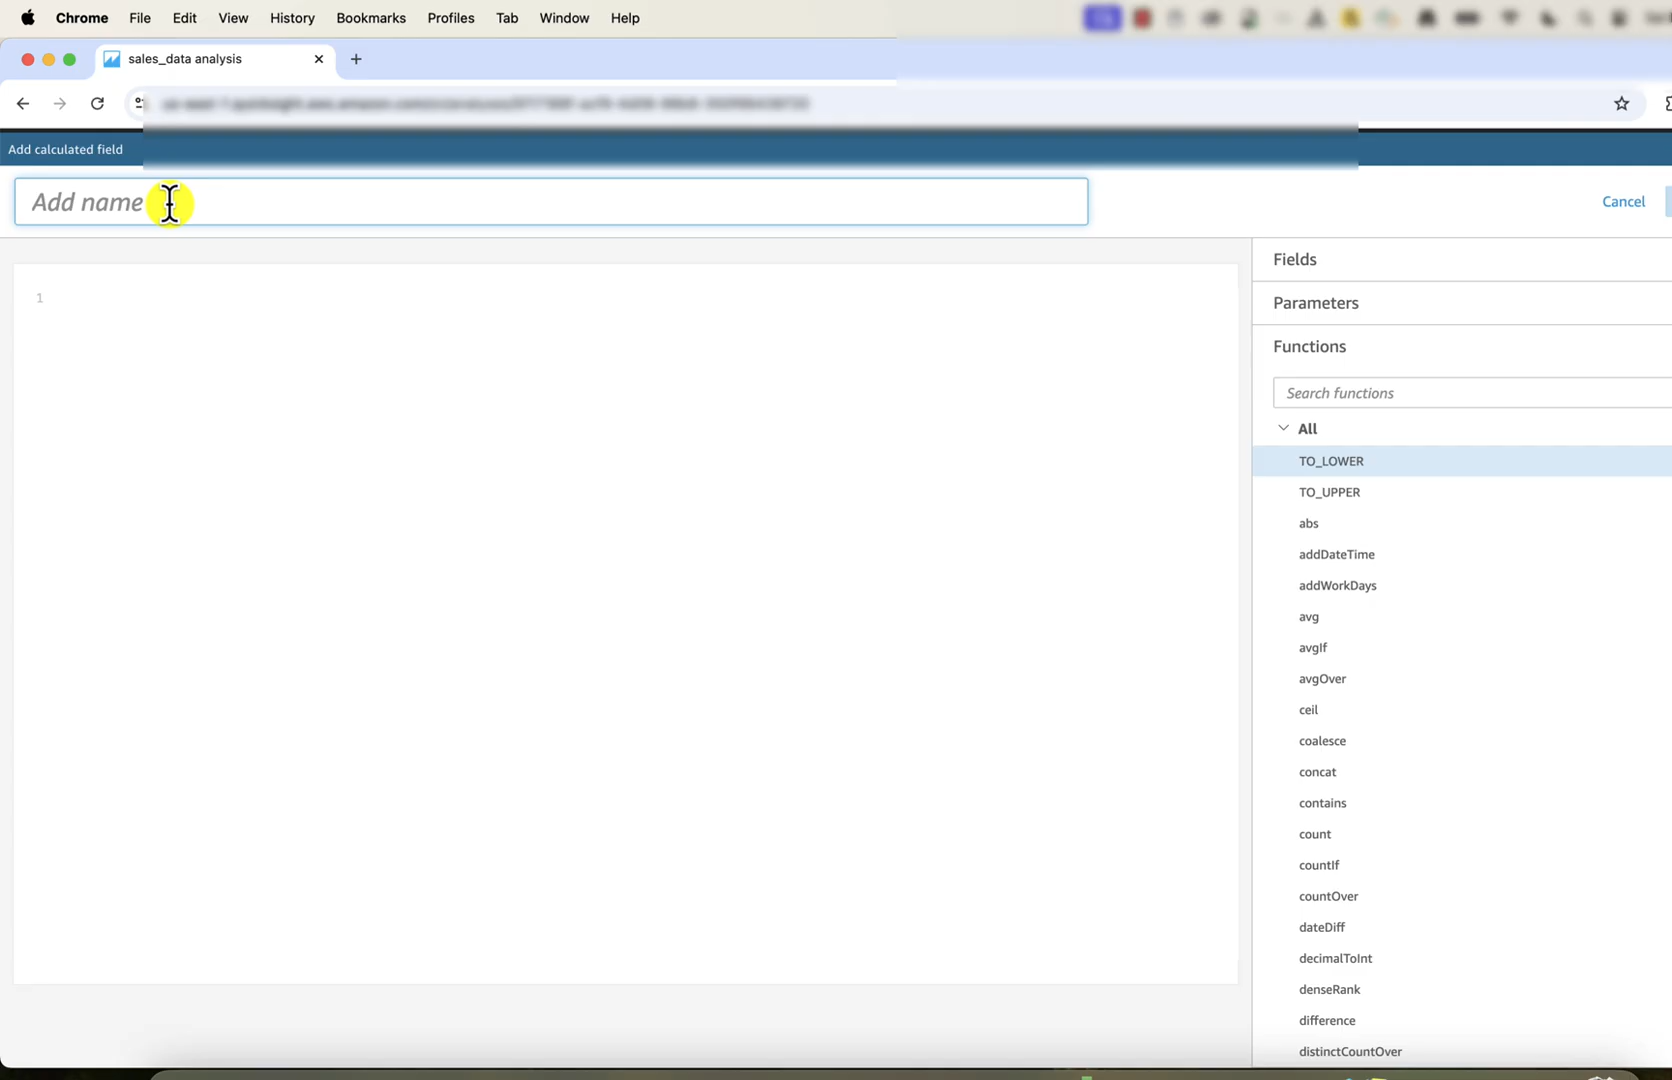 Chrome File Edit View History Bookmarks Profiles Tab Window Help
sales_data analysis
Add calculated field
Add name
Cancel
1
Fields
Parameters
Functions
Search functions
All
TO_LOWER
TO_UPPER
abs
addDateTime
addWorkDays
avg
avgIf
avgOver
ceil
coalesce
concat
contains
count
countIf
countOver
dateDiff
decimalToInt
denseRank
difference
distinctCountOver